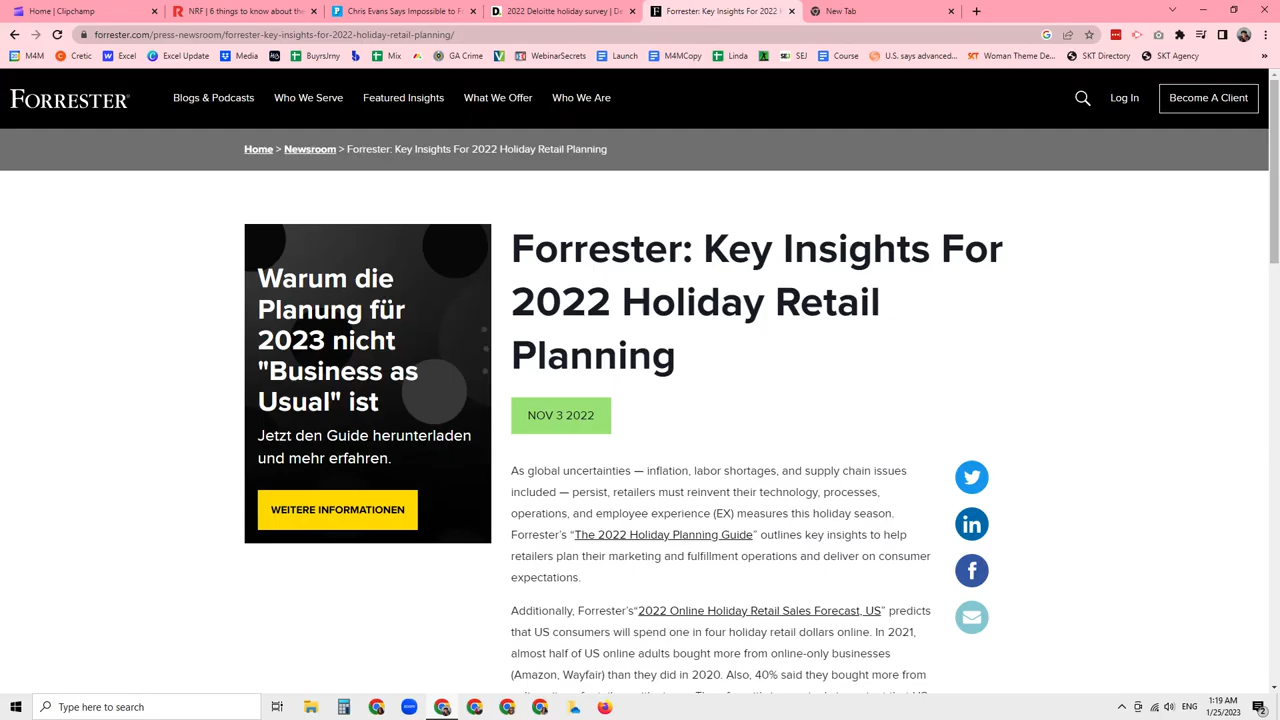 Clipchamp
NRF | 6 things to know about the
Chris Evans Says Impossible to F
2022 Deloitte holiday survey | De
Forrester: Key Insights For 2022 H
New Tab
forrester.com/press-newsroom/forrester-key-insights-for-2022-holiday-retail-planning/
M4M
Cretic
Excel
Excel Update
Media
BuyrsJrny
Mix
GA Crime
WebinarSecrets
Launch
M4MCopy
Linda
SEJ
Course
U.S. says advanced...
Woman Theme De...
SKT Directory
SKT Agency
FORRESTER
Blogs & Podcasts
Who We Serve
Featured Insights
What We Offer
Who We Are
Log In
Become A Client
Home > Newsroom > Forrester: Key Insights For 2022 Holiday Retail Planning
Warum die
Planung für
2023 nicht
"Business as
Usual" ist
Jetzt den Guide herunterladen
und mehr erfahren.
WEITERE INFORMATIONEN
Forrester: Key Insights For
2022 Holiday Retail
Planning
NOV 3 2022
As global uncertainties — inflation, labor shortages, and supply chain issues
included — persist, retailers must reinvent their technology, processes,
operations, and employee experience (EX) measures this holiday season.
Forrester's “The 2022 Holiday Planning Guide” outlines key insights to help
retailers plan their marketing and fulfillment operations and deliver on consumer
expectations.
Additionally, Forrester's“2022 Online Holiday Retail Sales Forecast, US” predicts
that US consumers will spend one in four holiday retail dollars online. In 2021,
almost half of US online adults bought more from online-only businesses
(Amazon, Wayfair) than they did in 2020. Also, 40% said they bought more from
Type here to search
ENG
1:19 AM
1/25/2023
2